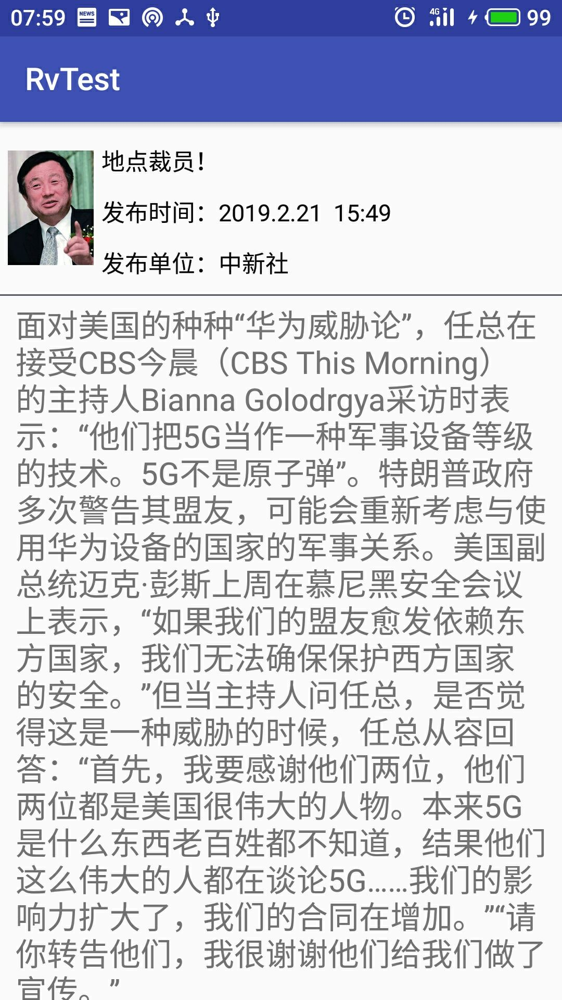 07:59
NEWS
4G
99
RvTest
地点裁员！
发布时间：2019.2.21 15:49
发布单位：中新社
面对美国的种种“华为威胁论”，任总在
接受CBS今晨（CBS This Morning）
的主持人Bianna Golodrgya采访时表
示：“他们把5G当作一种军事设备等级
的技术。5G不是原子弹”。特朗普政府
多次警告其盟友，可能会重新考虑与使
用华为设备的国家的军事关系。美国副
总统迈克·彭斯上周在慕尼黑安全会议
上表示，“如果我们的盟友愈发依赖东
方国家，我们无法确保保护西方国家
的安全。”但当主持人问任总，是否觉
得这是一种威胁的时候，任总从容回
答：“首先，我要感谢他们两位，他们
两位都是美国很伟大的人物。本来5G
是什么东西老百姓都不知道，结果他们
这么伟大的人都在谈论5G……我们的影
响力扩大了，我们的合同在增加。”“请
你转告他们，我很谢谢他们给我们做了
宣传。”